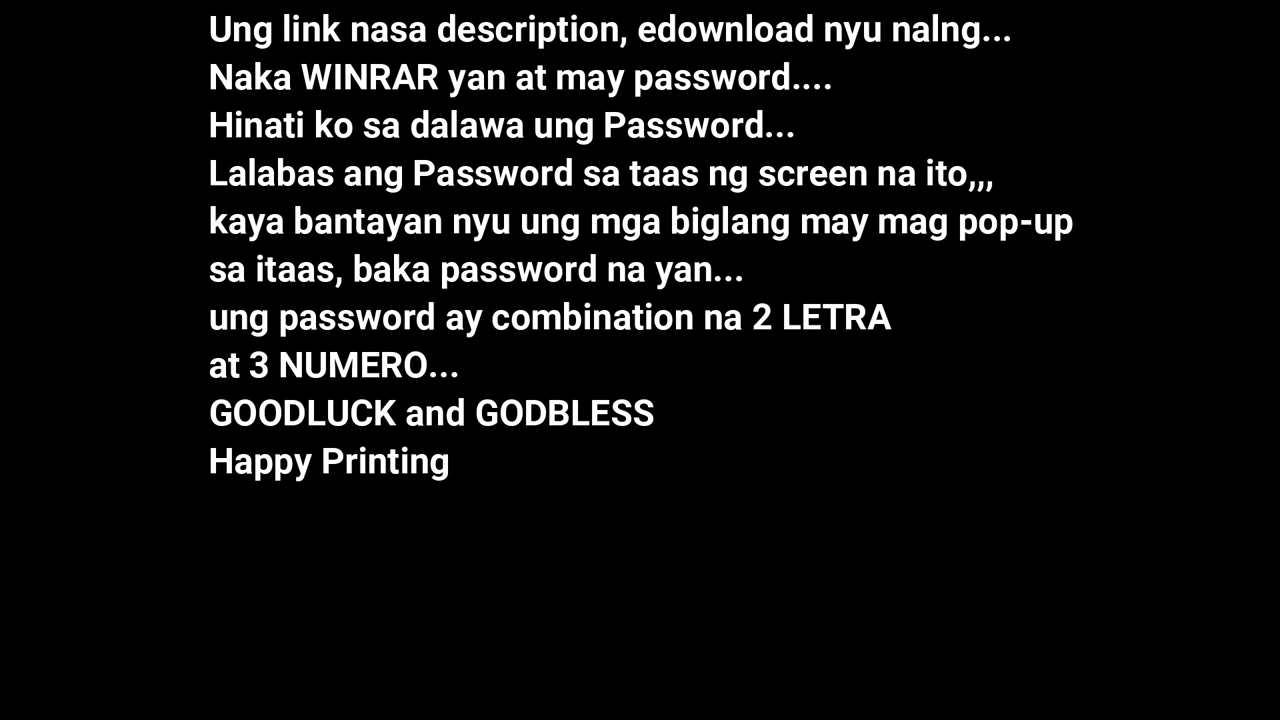 Ung link nasa description, edownload nyu nalng...
Naka WINRAR yan at may password....
Hinati ko sa dalawa ung Password...
Lalabas ang Password sa taas ng screen na ito,,,
kaya bantayan nyu ung mga biglang may mag pop-up
sa itaas, baka password na yan...
ung password ay combination na 2 LETRA
at 3 NUMERO...
GOODLUCK and GODBLESS
Happy Printing